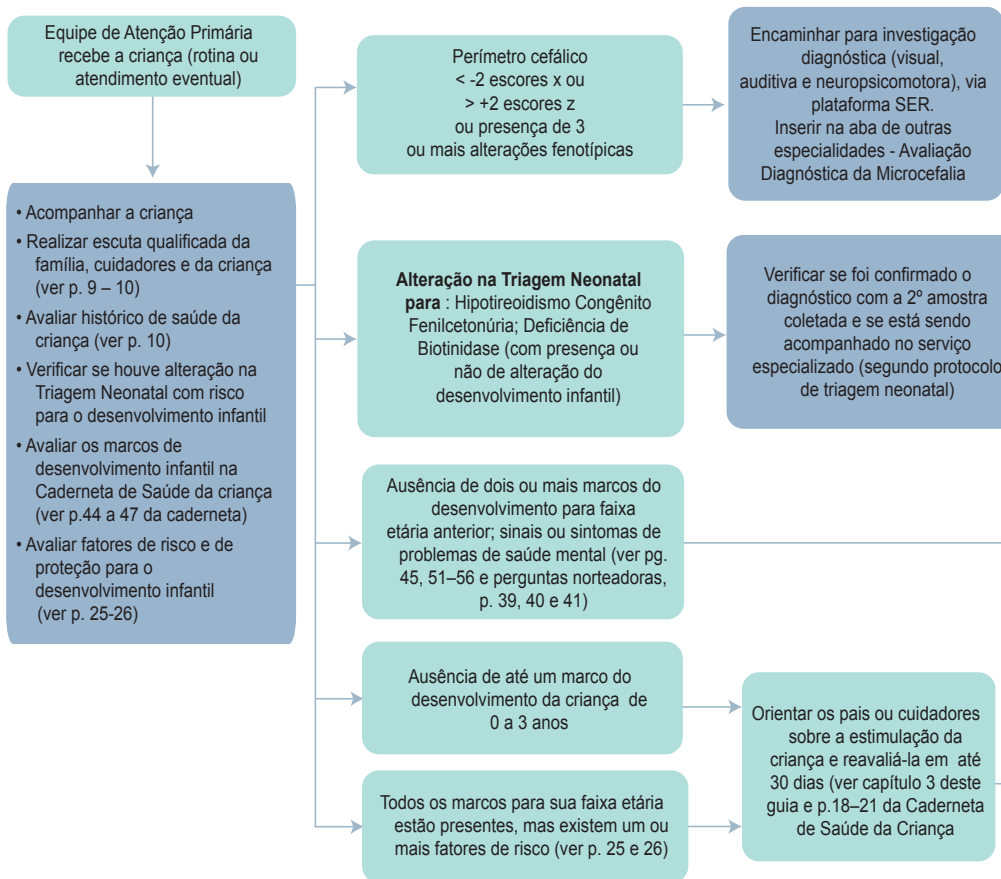 Equipe de Atenção Primária
recebe a criança (rotina ou
atendimento eventual)
• Acompanhar a criança
• Realizar escuta qualificada da
família, cuidadores e da criança
(ver p. 9 – 10)
• Avaliar histórico de saúde da
criança (ver p. 10)
• Verificar se houve alteração na
Triagem Neonatal com risco
para o desenvolvimento infantil
• Avaliar os marcos de
desenvolvimento infantil na
Caderneta de Saúde da criança
(ver p.44 a 47 da caderneta)
• Avaliar fatores de risco e de
proteção para o
desenvolvimento infantil
(ver p. 25-26)
Perímetro cefálico
< -2 escores x ou
> +2 escores z
ou presença de 3
ou mais alterações fenotípicas
Encaminhar para investigação
diagnóstica (visual,
auditiva e neuropsicomotora), via
plataforma SER.
Inserir na aba de outras
especialidades - Avaliação
Diagnóstica da Microcefalia
Alteração na Triagem Neonatal
para : Hipotireoidismo Congênito
Fenilcetonúria; Deficiência de
Biotinidase (com presença ou
não de alteração do
desenvolvimento infantil)
Verificar se foi confirmado o
diagnóstico com a 2º amostra
coletada e se está sendo
acompanhado no serviço
especializado (segundo protocolo
de triagem neonatal)
Ausência de dois ou mais marcos do
desenvolvimento para faixa
etária anterior; sinais ou sintomas de
problemas de saúde mental (ver pg.
45, 51–56 e perguntas norteadoras,
p. 39, 40 e 41)
Ausência de até um marco do
desenvolvimento da criança de
0 a 3 anos
Todos os marcos para sua faixa etária
estão presentes, mas existem um ou
mais fatores de risco (ver p. 25 e 26)
Orientar os pais ou cuidadores
sobre a estimulação da
criança e reavaliá-la em até
30 dias (ver capítulo 3 deste
guia e p.18–21 da Caderneta
de Saúde da Criança